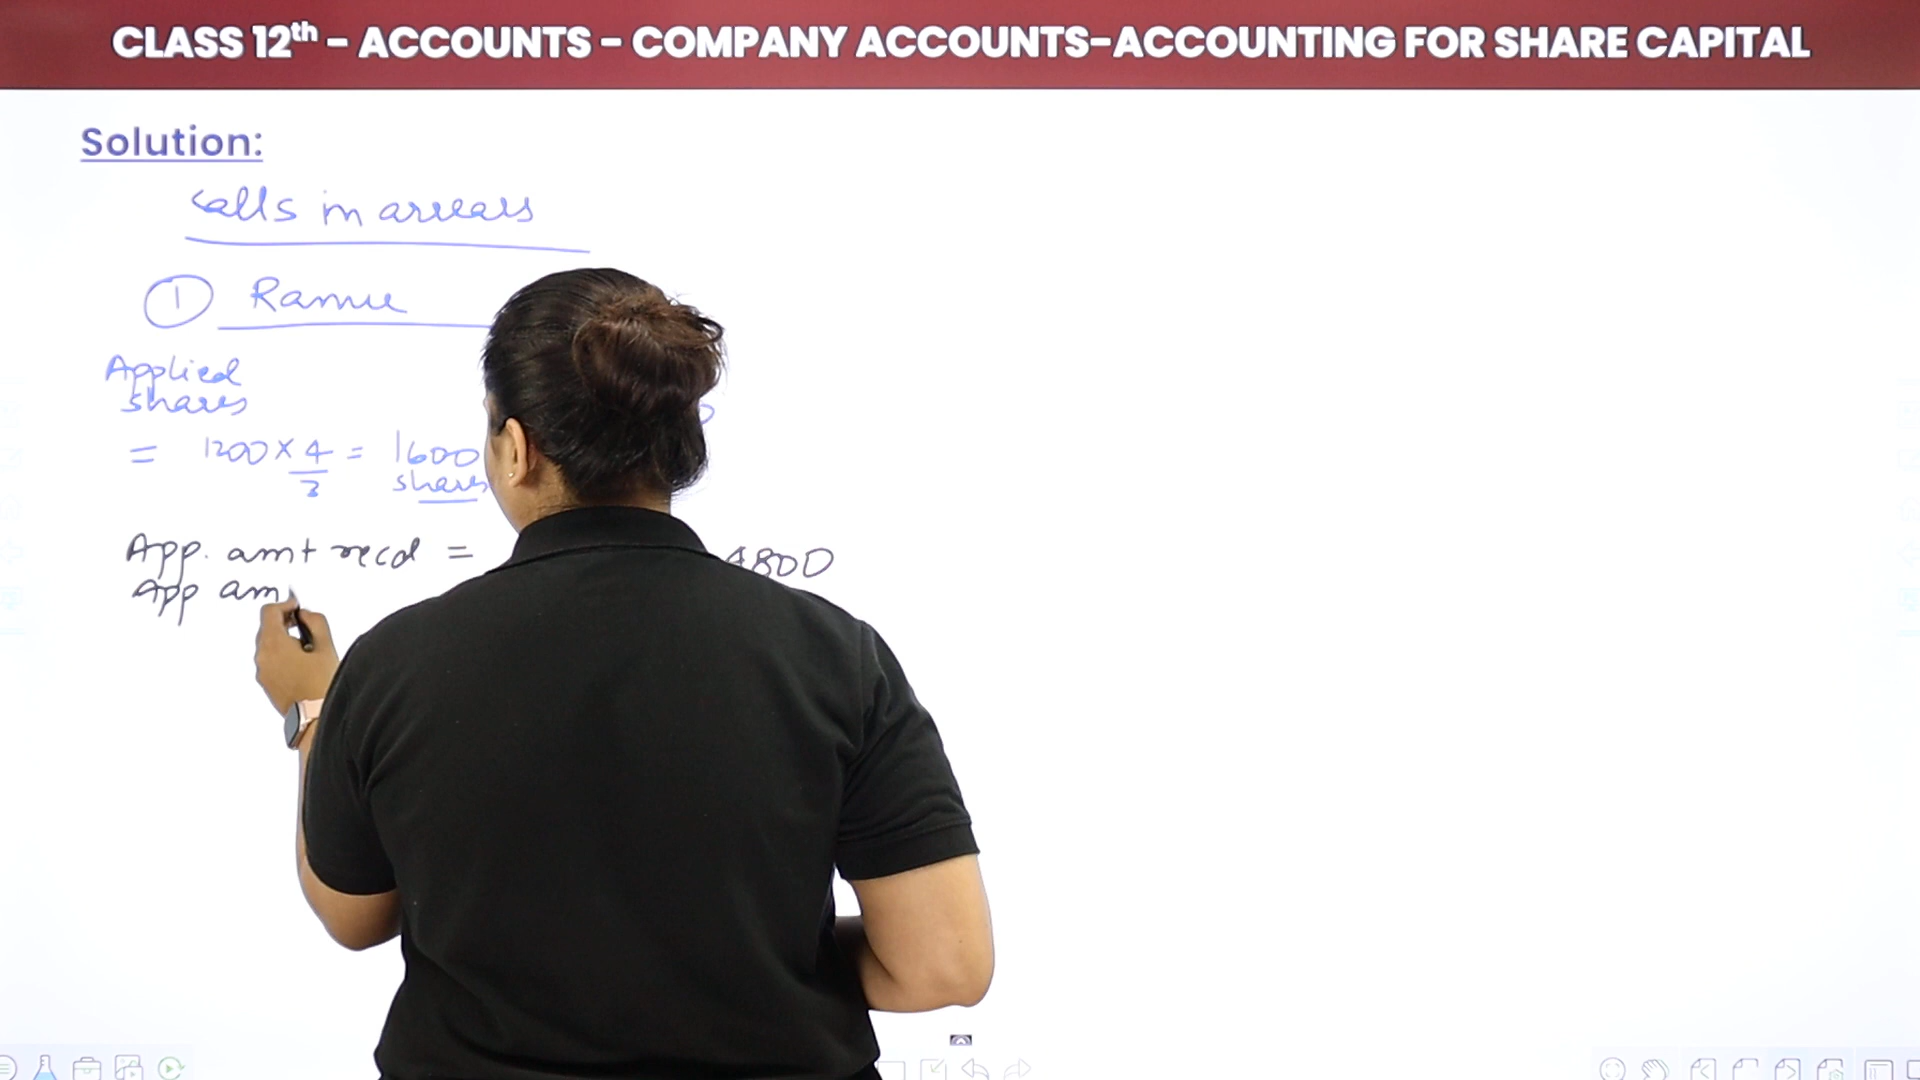 CLASS 12th - ACCOUNTS - COMPANY ACCOUNTS-ACCOUNTING FOR SHARE CAPITAL
Solution:
calls in arrears
① Ramu
Applied
shares
= 1200 × 4/3 = 1600
shares
App. amt recd = 4800
App am